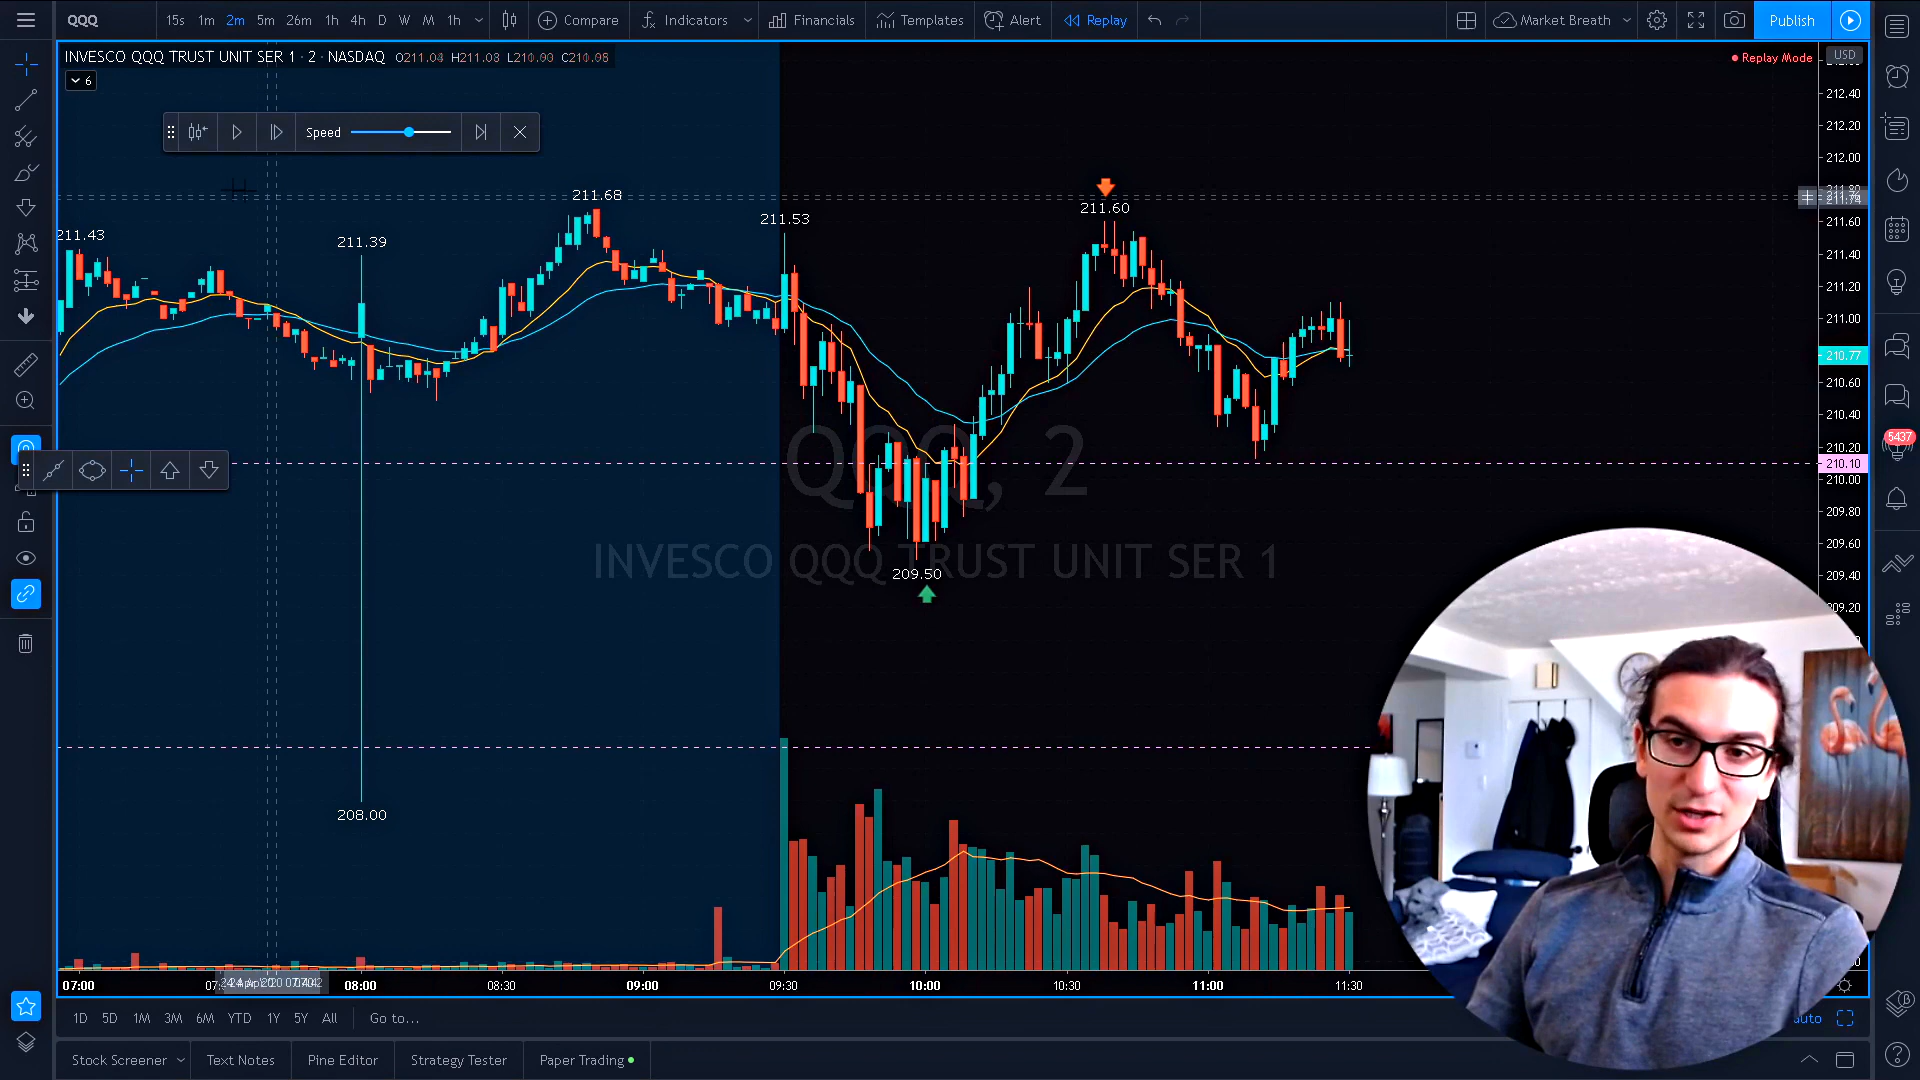 QQQ 15s 1m 2m 5m 26m 1h 4h D W M 1h Compare Indicators Financials Templates Alert Replay Market Breath Publish
INVESCO QQQ TRUST UNIT SER 1 · 2 · NASDAQ
Replay Mode
USD
6
Speed
212.40
212.20
212.00
211.60
211.40
211.20
211.00
210.77
210.60
210.40
210.20
210.10
210.00
209.80
209.60
209.40
209.20
211.43
211.39
211.68
211.53
211.60
209.50
208.00
QQQ, 2
INVESCO QQQ TRUST UNIT SER 1
5437
07:00 08:00 08:30 09:00 09:30 10:00 10:30 11:00 11:30
1D 5D 1M 3M 6M YTD 1Y 5Y All Go to... auto
Stock Screener Text Notes Pine Editor Strategy Tester Paper Trading